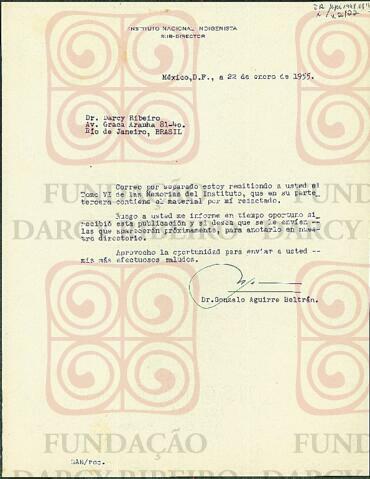 INSTITUTO NACIONAL INDIGENISTA
SUB-DIRECTOR
México,D.F., a 22 de enero de 1955.
Dr. Darcy Ribeiro
Av. Graca Aranha 81-4o.
Rio de Janeiro, BRASIL
Correo por separado estoy remitiendo a usted el
Tomo VI de las Memorias del Instituto, que en su parte
tercera contiene el material por mí redactado.
Ruego a usted me informe en tiempo oportuno si
recibió esta publicación y si desea que se le envíen
las que aparecerán próximamente, para anotarlo en nues
tro directorio.
Aprovecho la oportunidad para enviar a usted --
mis más afectuosos saludos.
Dr.Gonzalo Aguirre Beltrán.
GAB/
FUNDAÇÃO
DARCY RIBEIRO
FUNDAÇÃO
DARCY RIBEIRO